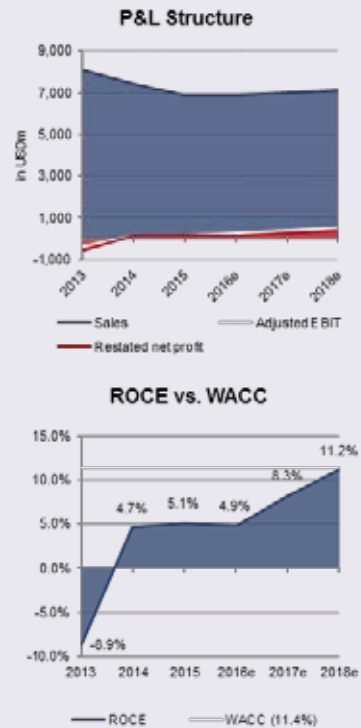 P&L Structure
9,000
7,000
5,000
3,000
1,000
-1,000
in USDm
2013 2014 2015 2016e 2017e 2018e
Sales Adjusted EBIT
Restated net profit
ROCE vs. WACC
15.0%
11.2%
10.0%
8.3%
4.7% 5.1% 4.9%
5.0%
0.0%
-5.0%
-8.9%
-10.0%
2013 2014 2015 2016e 2017e 2018e
ROCE WACC (11.4%)